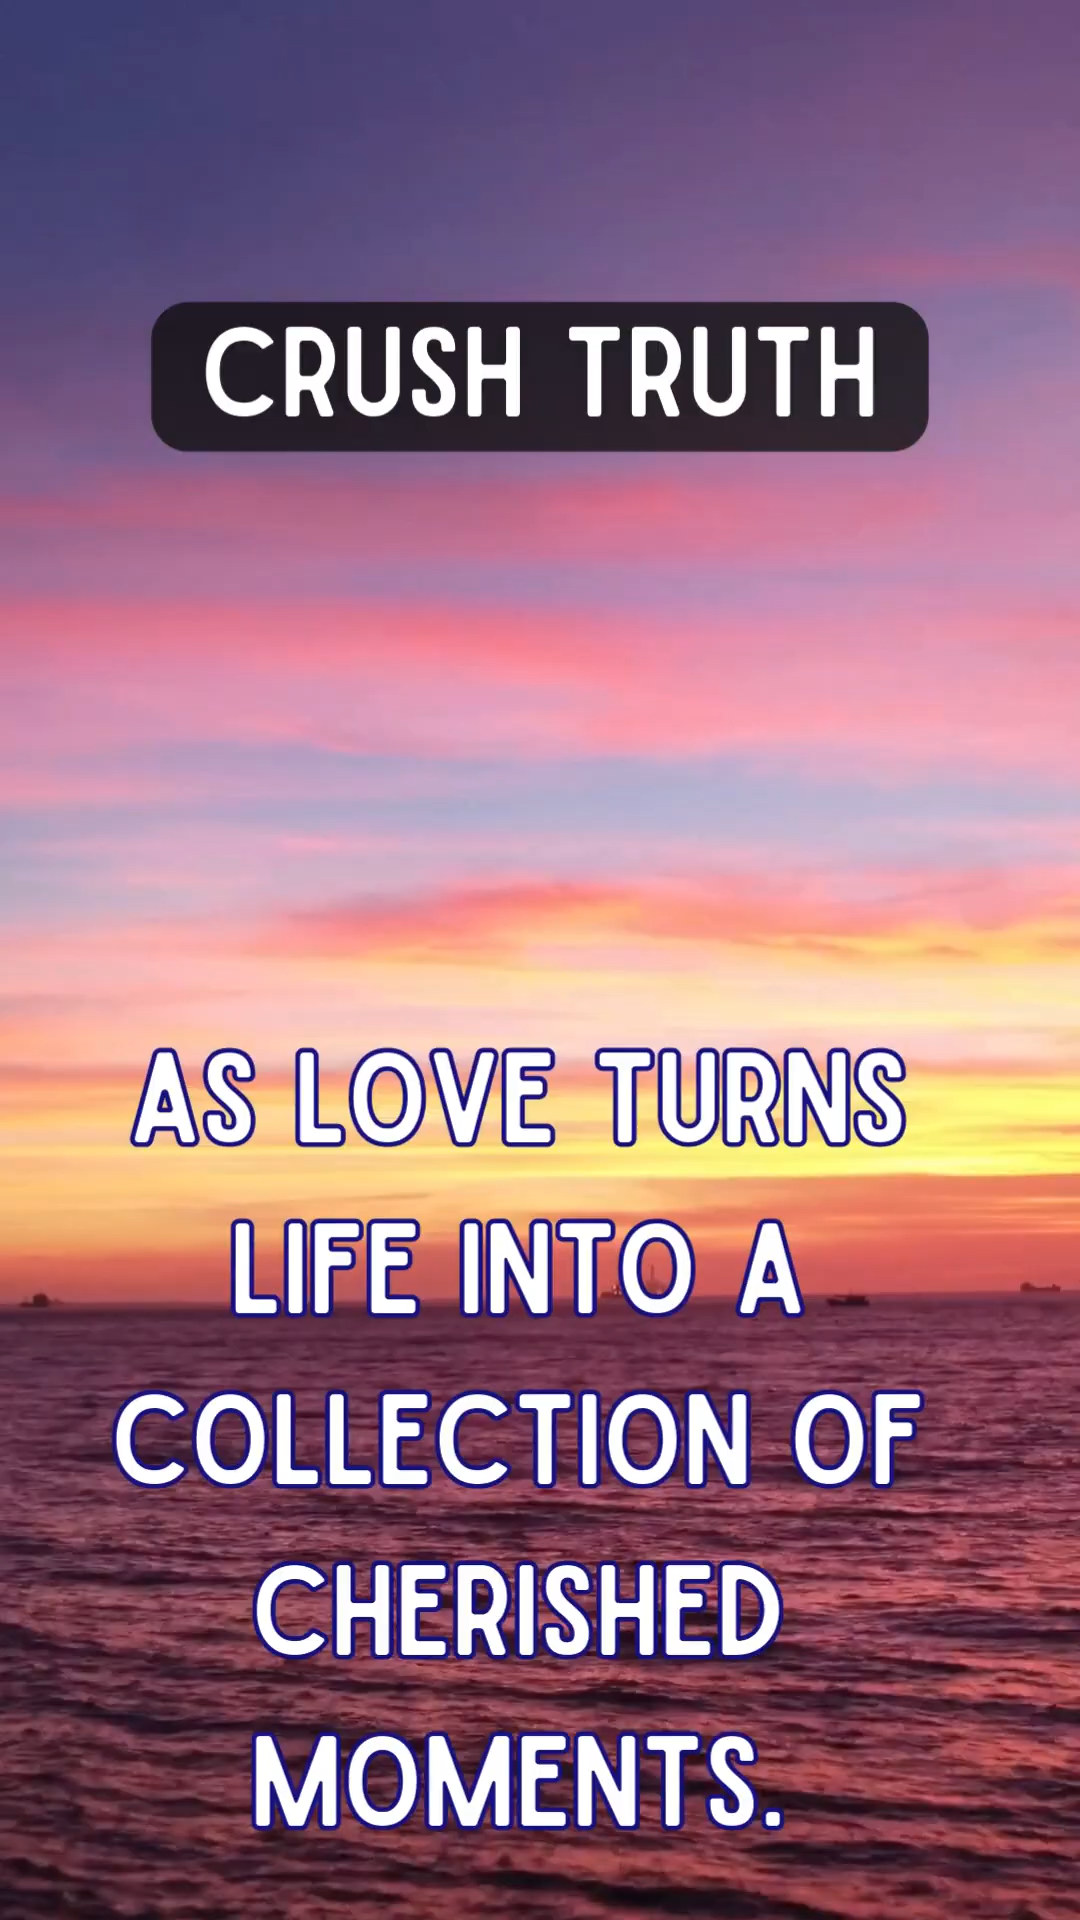 CRUSH TRUTH
AS LOVE TURNS
LIFE INTO A
COLLECTION OF
CHERISHED
MOMENTS.